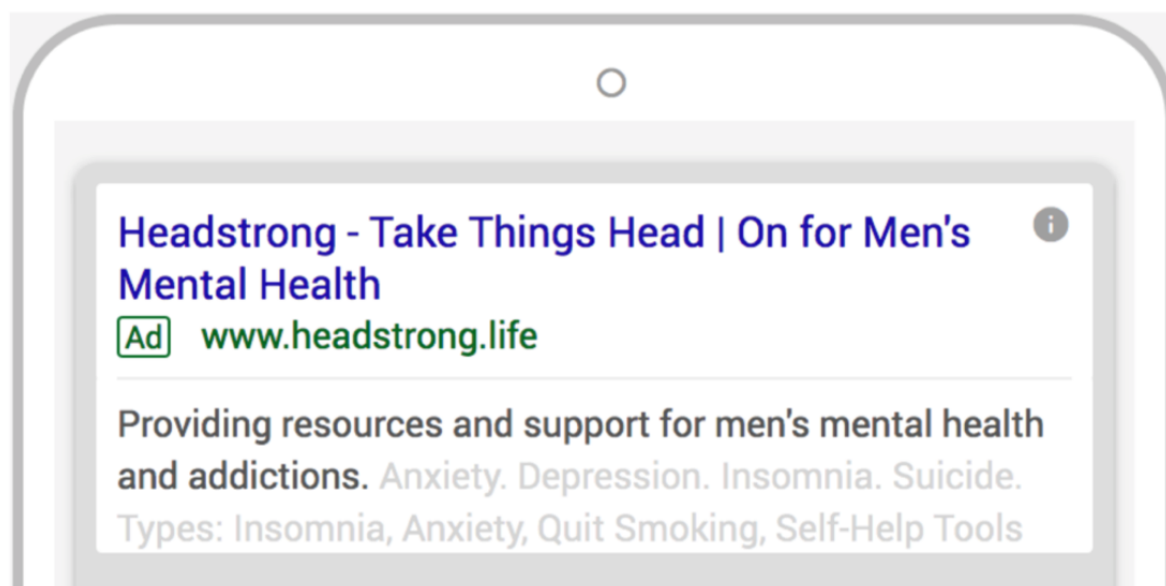 Headstrong - Take Things Head | On for Men's
Mental Health
Ad www.headstrong.life
Providing resources and support for men's mental health
and addictions. Anxiety. Depression. Insomnia. Suicide.
Types: Insomnia, Anxiety, Quit Smoking, Self-Help Tools